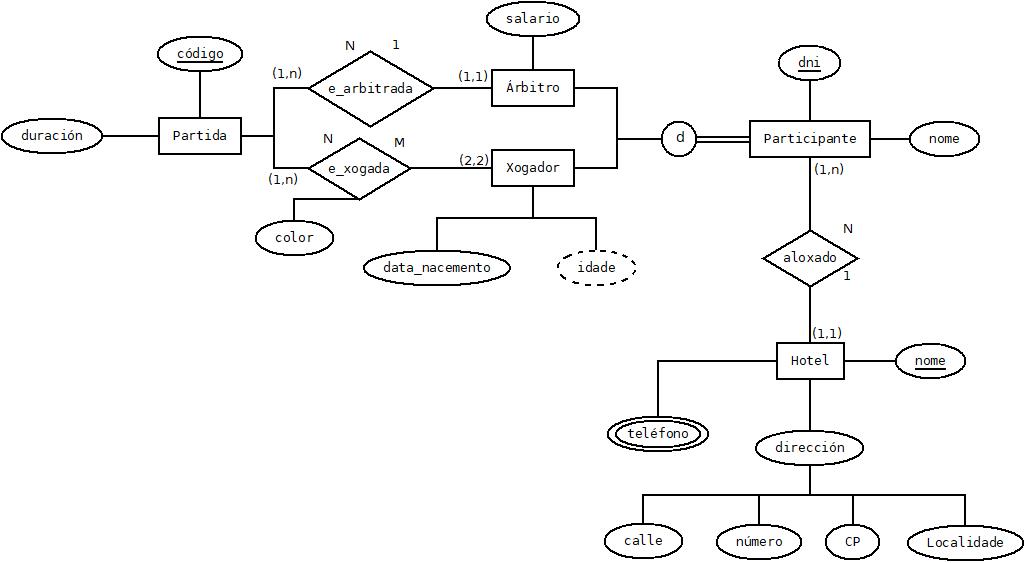 salario
N
1
código
dni
(1,n)
(1,1)
e_arbitrada
Árbitro
duración
Partida
N
M
d
Participante
nome
(2,2)
e_xogada
Xogador
(1,n)
(1,n)
color
N
data_nacemento
idade
aloxado
1
(1,1)
Hotel
nome
teléfono
dirección
calle
número
CP
Localidade